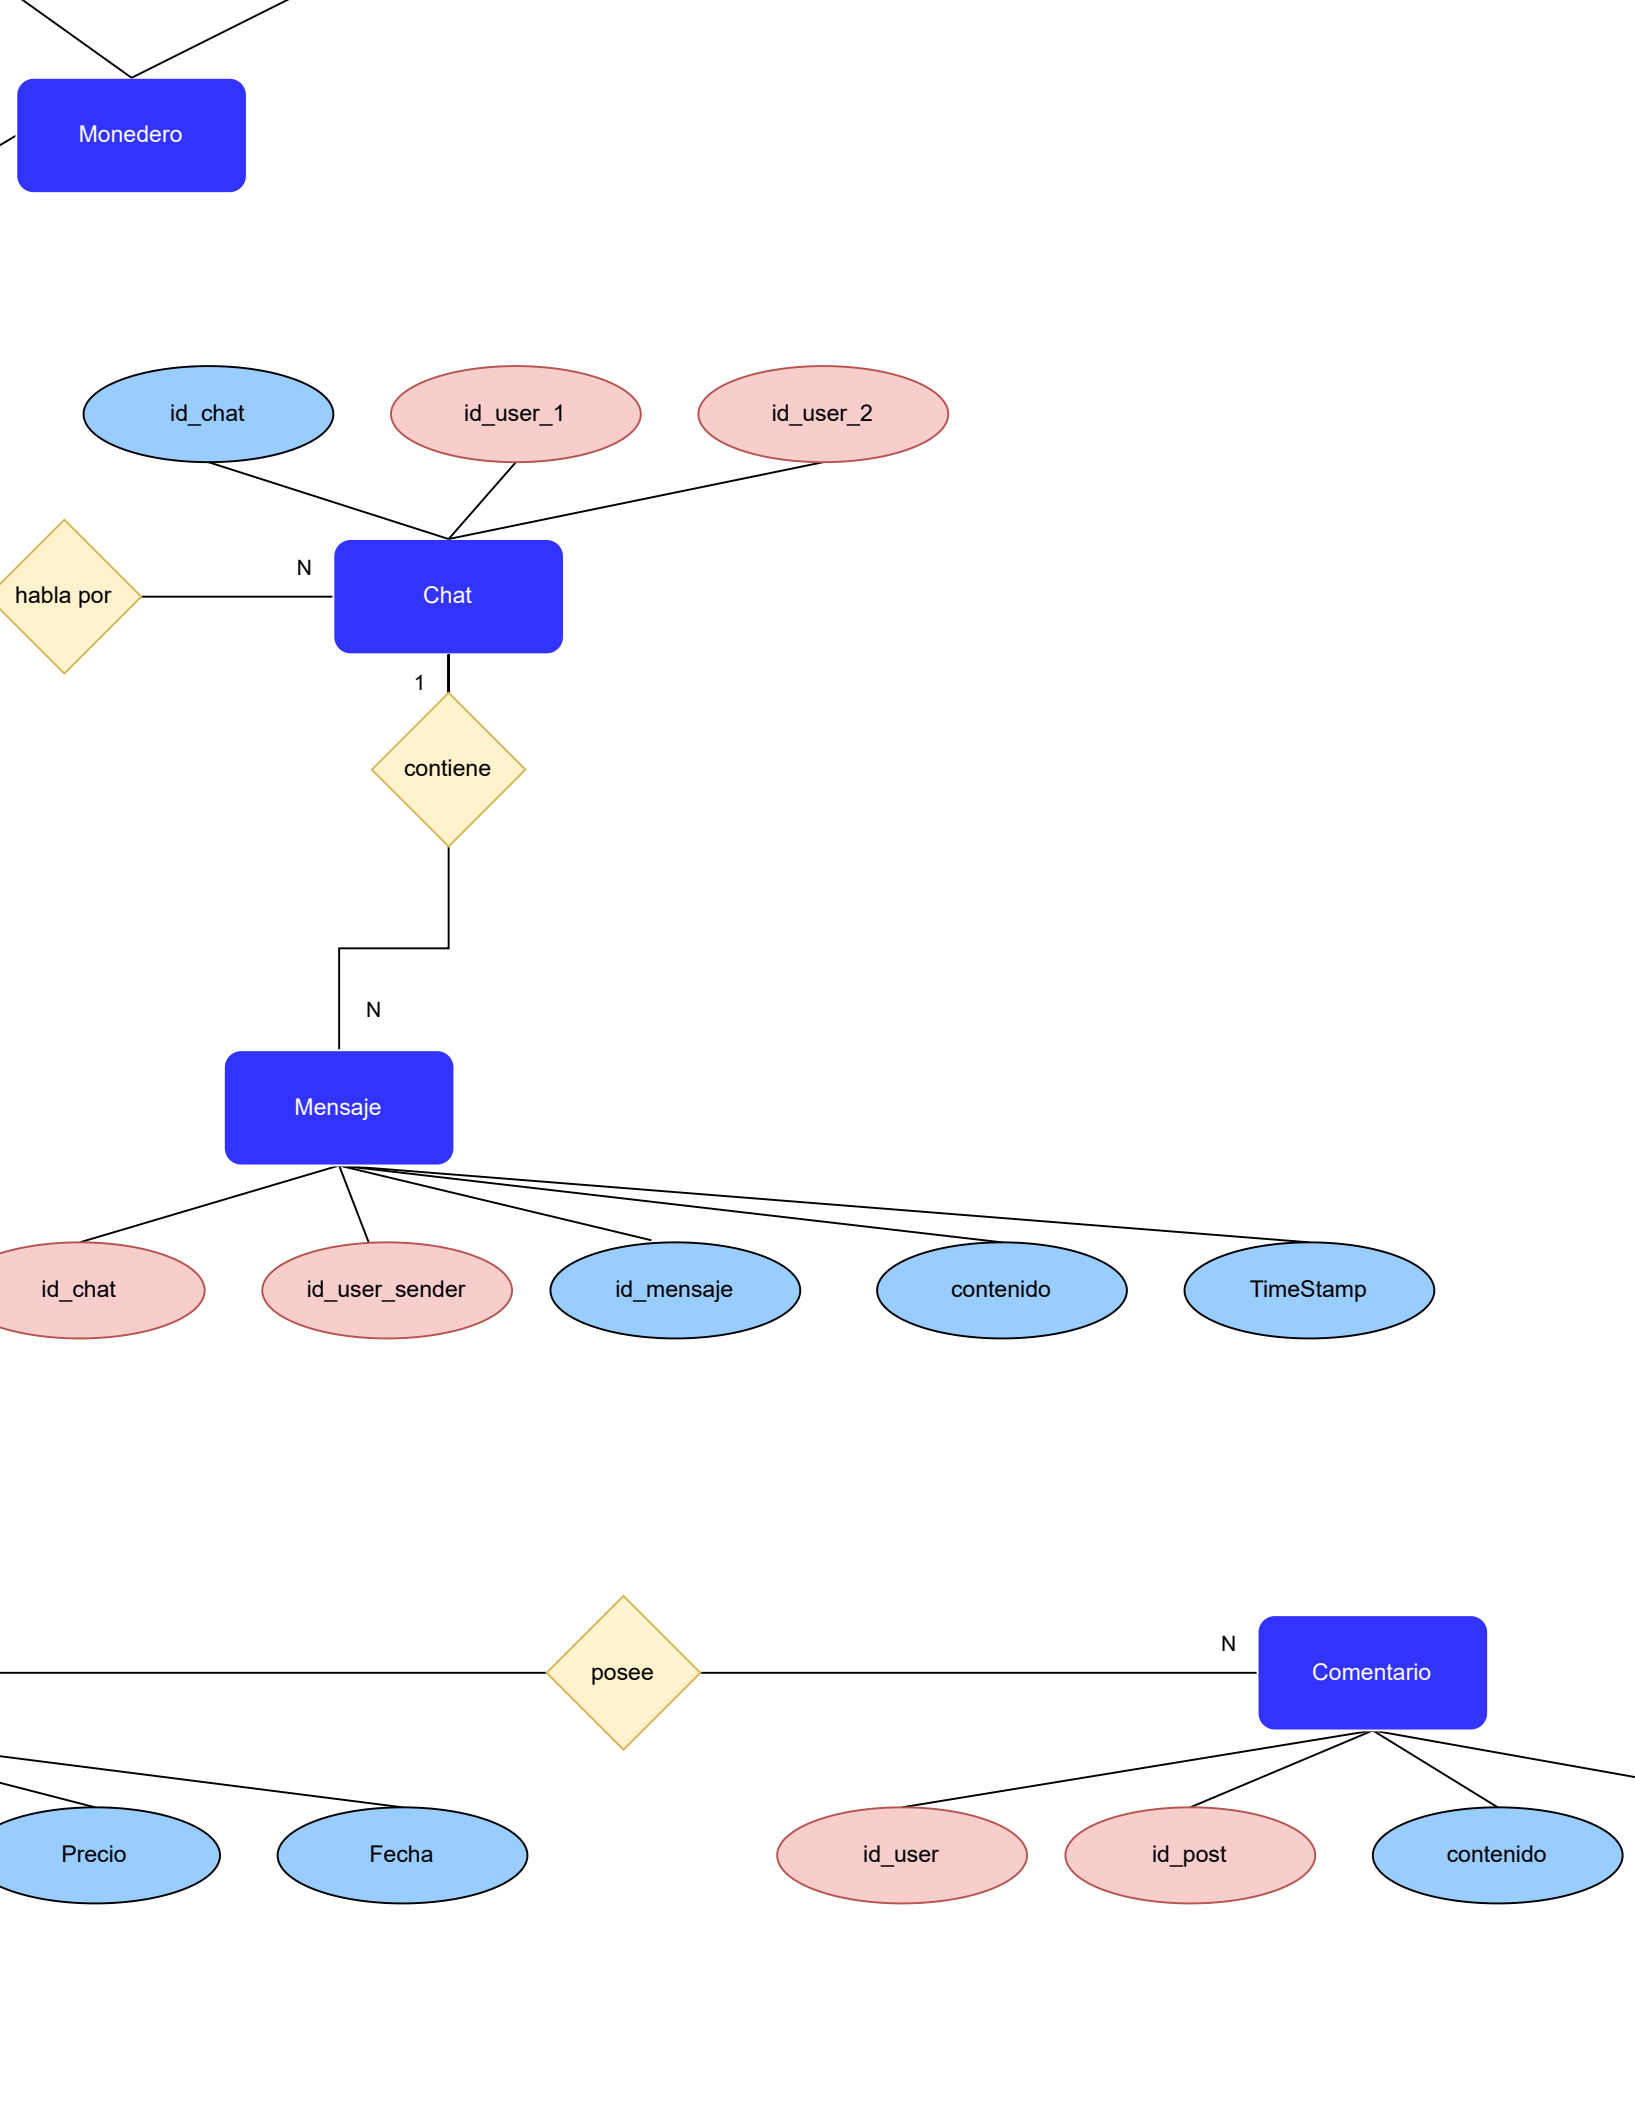 Monedero
id_chat
id_user_1
id_user_2
habla por
N
Chat
1
contiene
N
Mensaje
id_chat
id_user_sender
id_mensaje
contenido
TimeStamp
posee
N
Comentario
Precio
Fecha
id_user
id_post
contenido